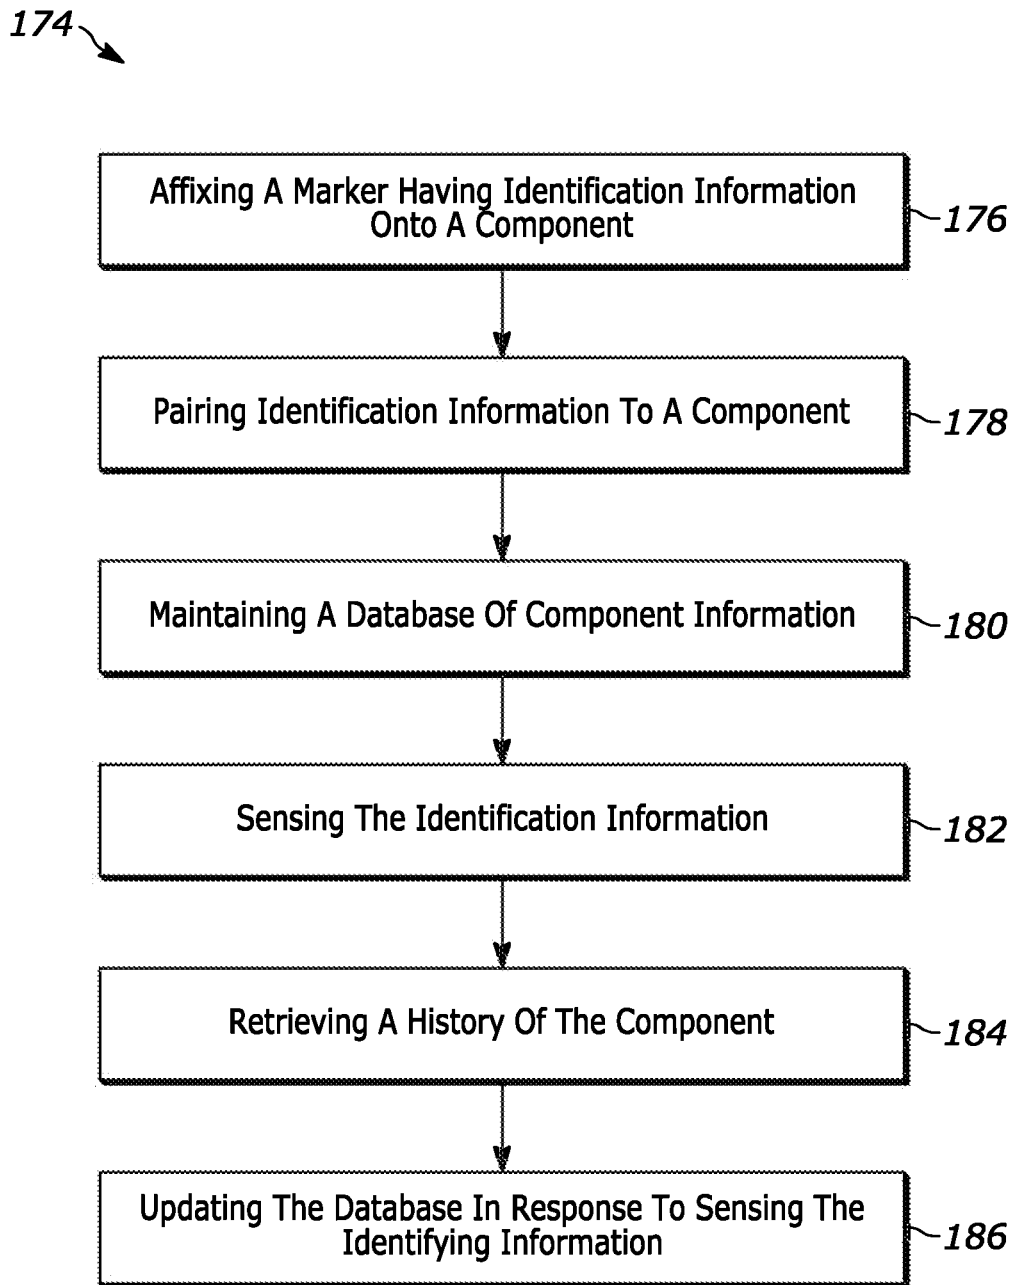 174
Affixing A Marker Having Identification Information
Onto A Component
176
Pairing Identification Information To A Component
178
Maintaining A Database Of Component Information
180
Sensing The Identification Information
182
Retrieving A History Of The Component
184
Updating The Database In Response To Sensing The
Identifying Information
186